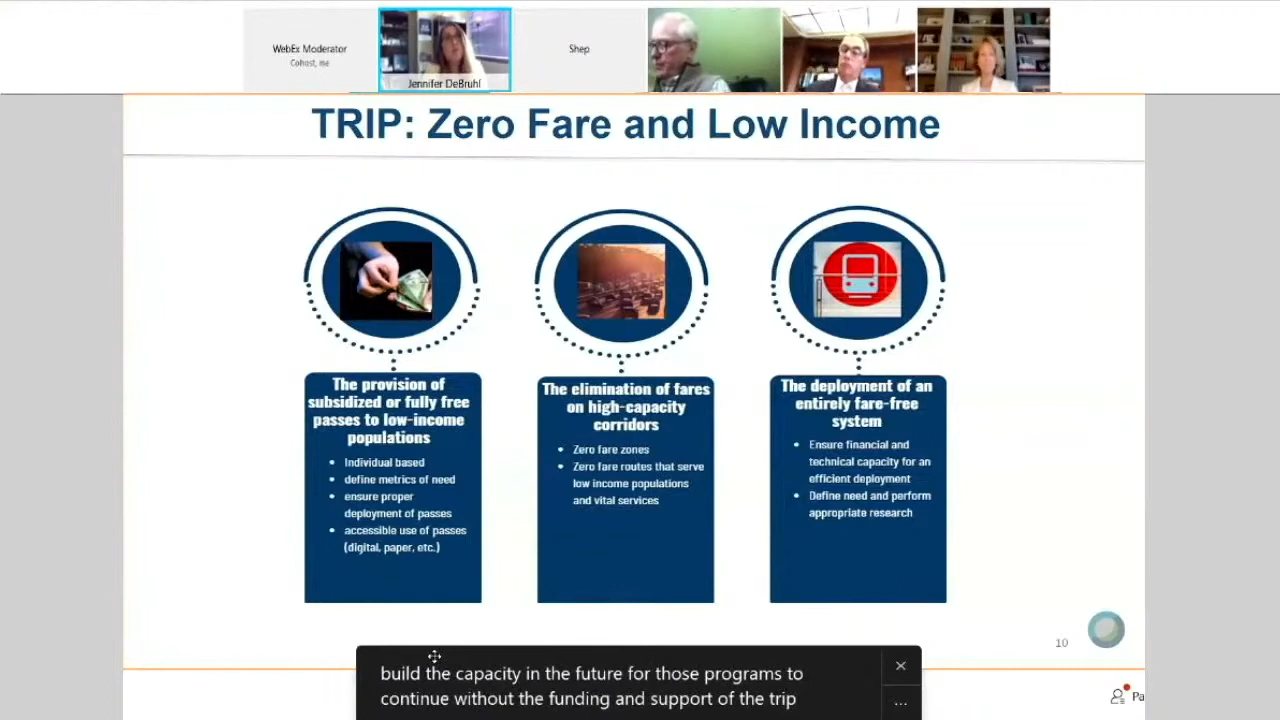 WebEx Moderator
Cohost, me
Jennifer DeBruhl
Shep
TRIP: Zero Fare and Low Income
The provision of
subsidized or fully free
passes to low-income
populations
• Individual based
• define metrics of need
• ensure proper
deployment of passes
• accessible use of passes
(digital, paper, etc.)
The elimination of fares
on high-capacity
corridors
• Zero fare zones
• Zero fare routes that serve
low income populations
and vital services
The deployment of an
entirely fare-free
system
• Ensure financial and
technical capacity for an
efficient deployment
• Define need and perform
appropriate research
10
build the capacity in the future for those programs to
continue without the funding and support of the trip
Pa